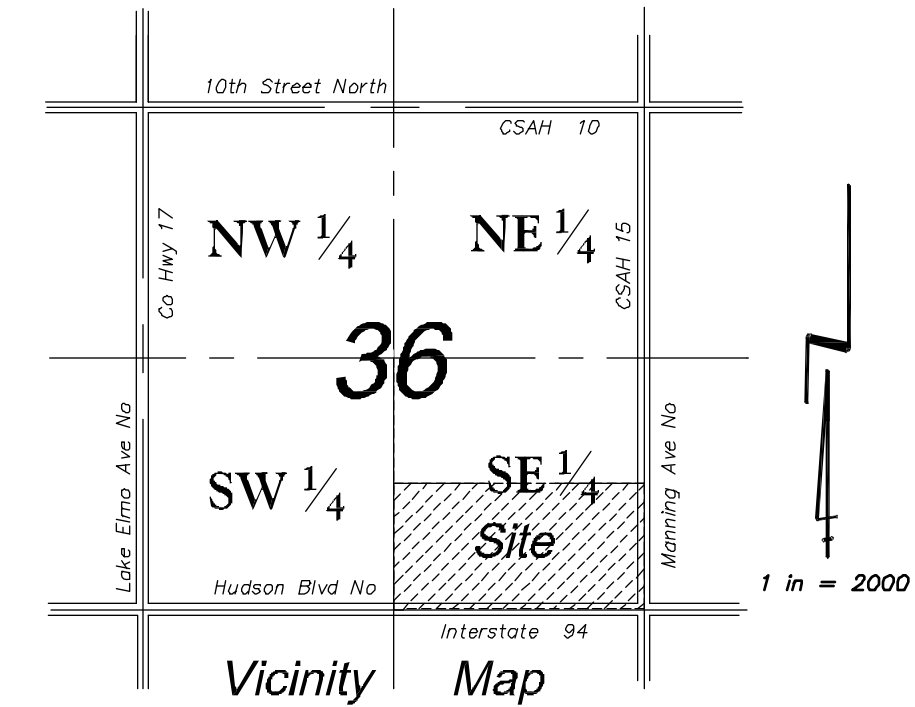 10th Street North
CSAH 10
Co Hwy 17
NW 1/4
NE 1/4
CSAH 15
36
Lake Elmo Ave No
SW 1/4
SE 1/4
Site
Manning Ave No
Hudson Blvd No
1 in = 2000
Interstate 94
Vicinity Map